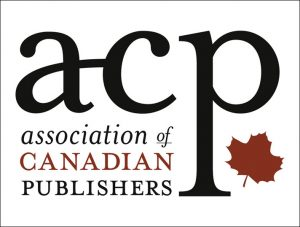 acp
association of
CANADIAN
PUBLISHERS